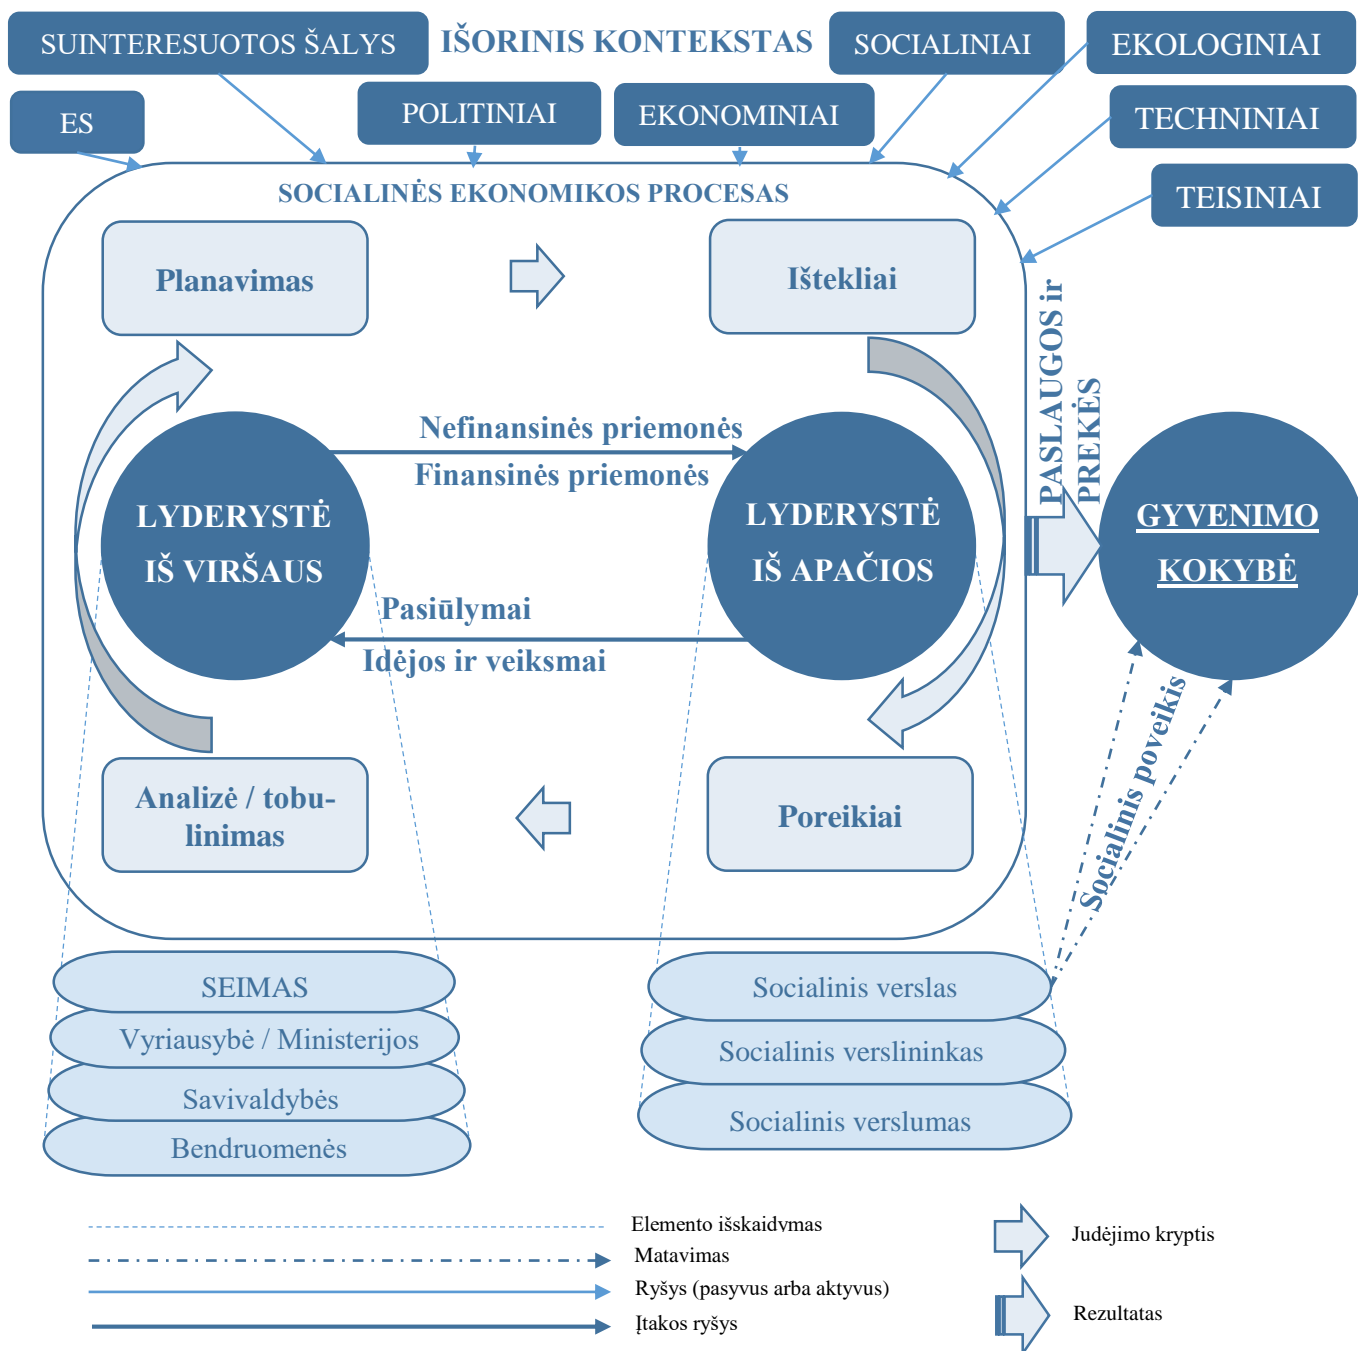 SUINTERESUOTOS ŠALYS
IŠORINIS KONTEKSTAS
SOCIALINIAI
EKOLOGINIAI
ES
POLITINIAI
EKONOMINIAI
TECHNINIAI
TEISINIAI
SOCIALINĖS EKONOMIKOS PROCESAS
Planavimas
Ištekliai
PASLAUGOS ir
PREKĖS
Nefinansinės priemonės
Finansinės priemonės
LYDERYSTĖ
IŠ VIRŠAUS
LYDERYSTĖ
IŠ APAČIOS
GYVENIMO
KOKYBĖ
Pasiūlymai
Idėjos ir veiksmai
Socialinis poveikis
Analizė / tobu-
linimas
Poreikiai
SEIMAS
Vyriausybė / Ministerijos
Savivaldybės
Bendruomenės
Socialinis verslas
Socialinis verslininkas
Socialinis verslumas
Elemento išskaidymas
Matavimas
Ryšys (pasyvus arba aktyvus)
Įtakos ryšys
Judėjimo kryptis
Rezultatas